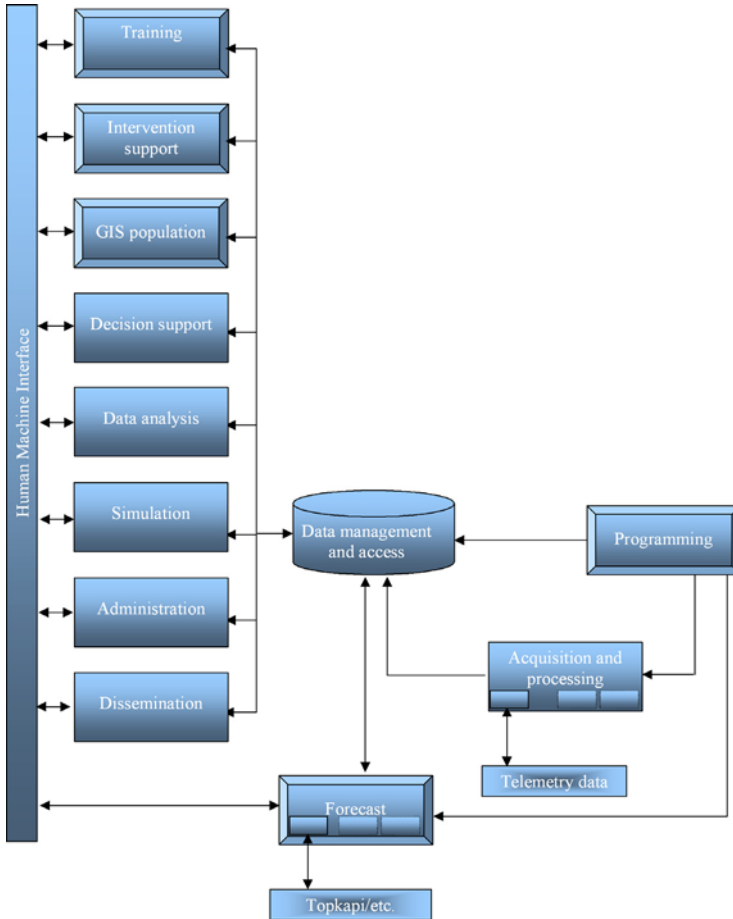 Human Machine Interface
Training
Intervention
support
GIS population
Decision support
Data analysis
Simulation
Administration
Dissemination
Data management
and access
Programming
Acquisition and
processing
Telemetry data
Forecast
Topkapi/etc.